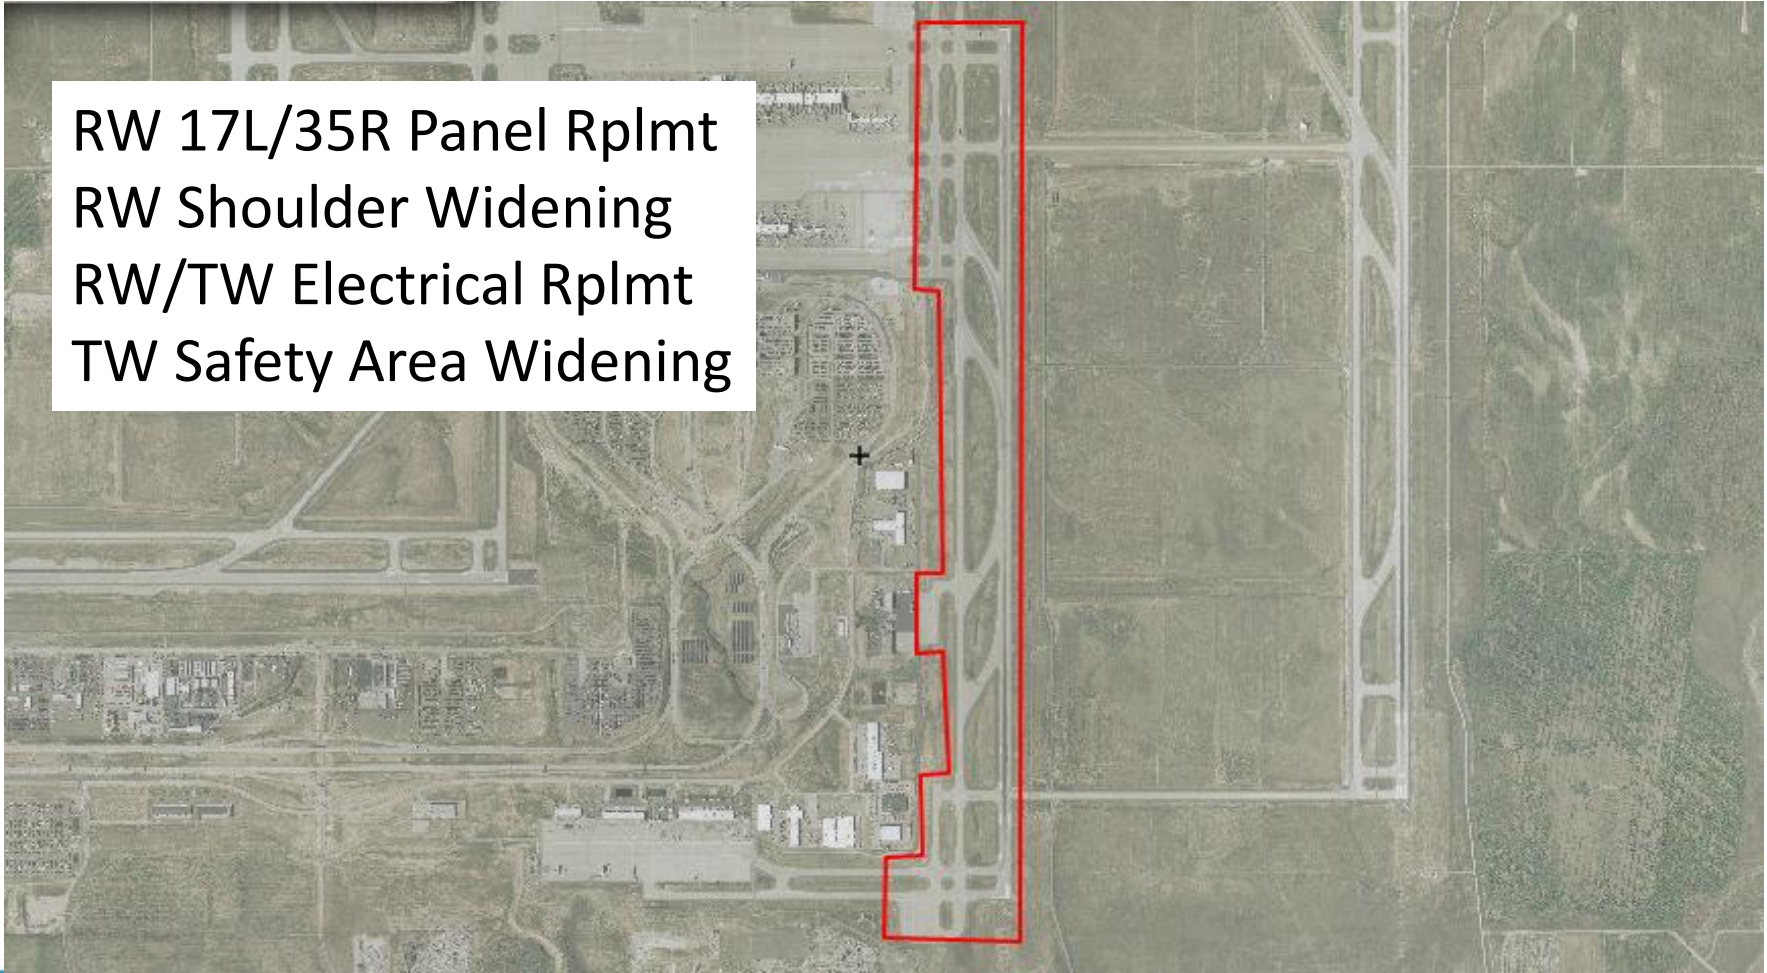 RW 17L/35R Panel Rplmt
RW Shoulder Widening
RW/TW Electrical Rplmt
TW Safety Area Widening